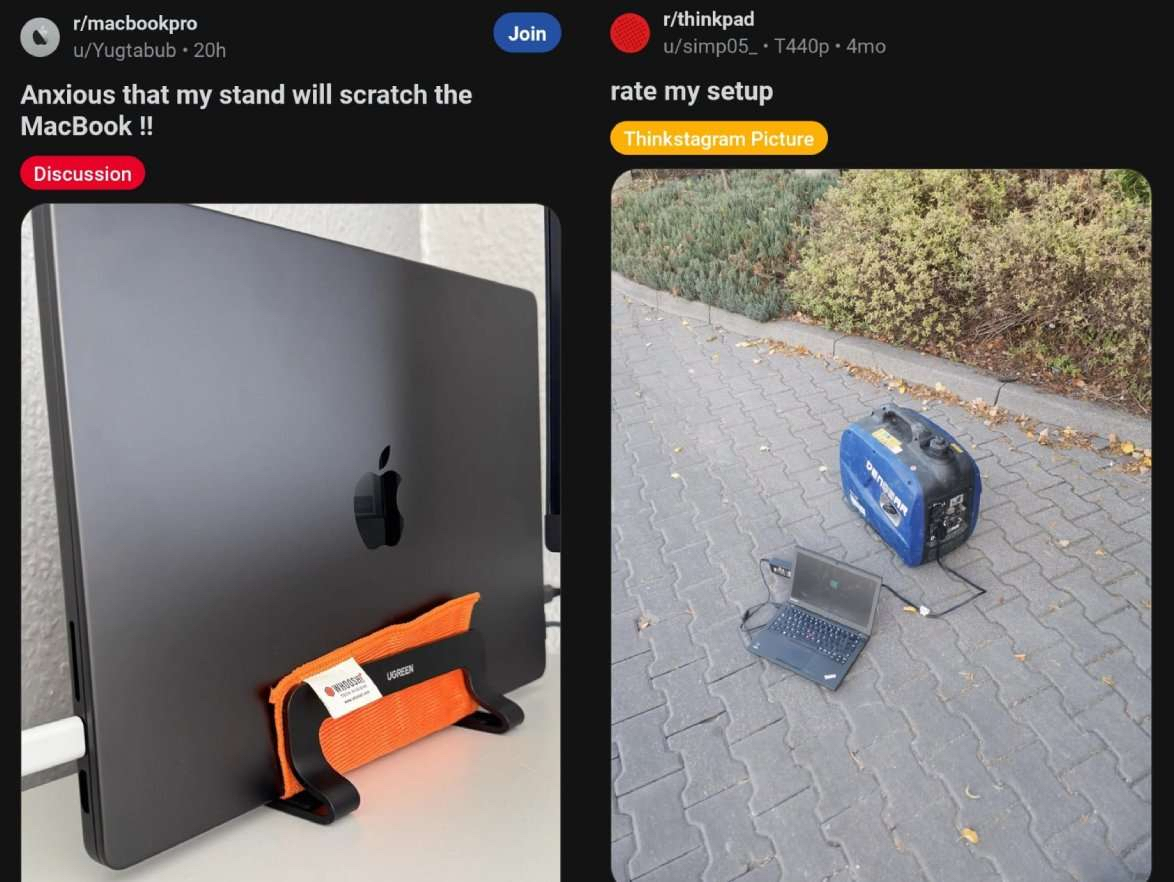 r/macbookpro
u/Yugtabub • 20h
Join
Anxious that my stand will scratch the
MacBook !!
Discussion
WHOOSH!
UGREEN
r/thinkpad
u/simp05_ • T440p • 4mo
rate my setup
Thinkstagram Picture
DENQBAR